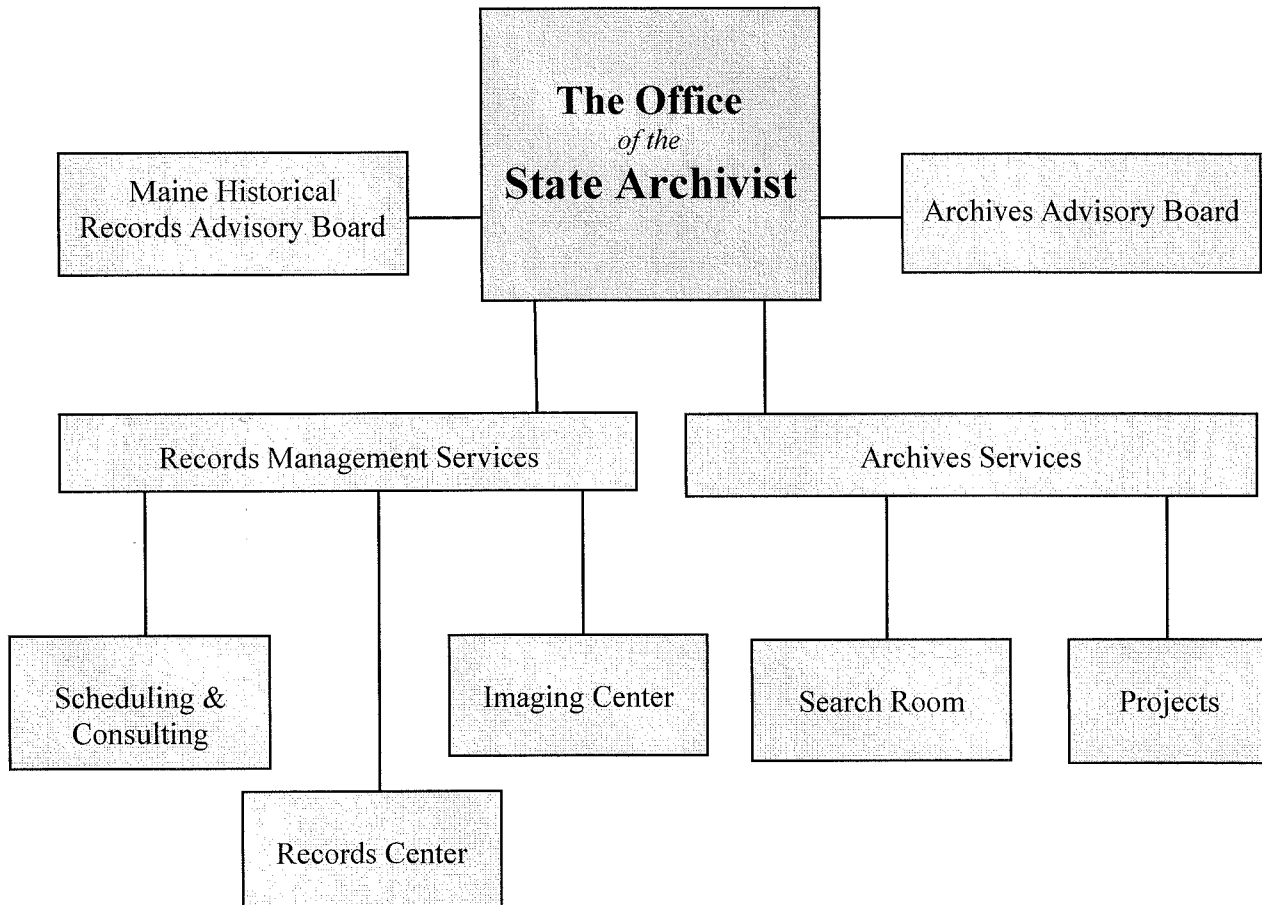 The Office
of the
State Archivist
Maine Historical
Records Advisory Board
Archives Advisory Board
Records Management Services
Archives Services
Scheduling &
Consulting
Imaging Center
Search Room
Projects
Records Center